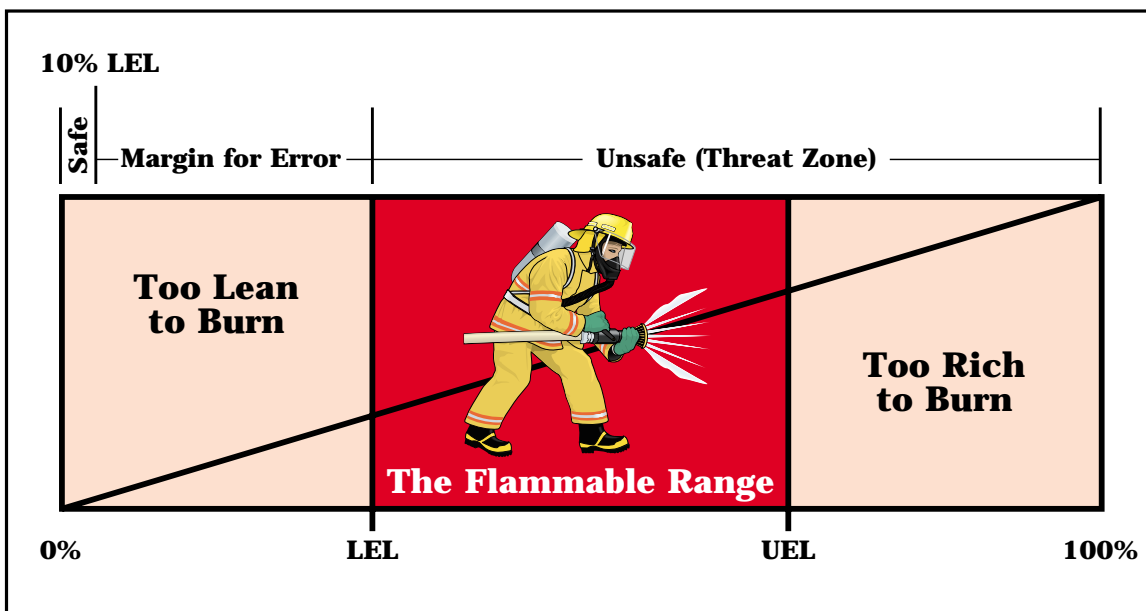 10% LEL
Safe
Margin for Error
Unsafe (Threat Zone)
Too Lean
to Burn
Too Rich
to Burn
The Flammable Range
0%
LEL
UEL
100%